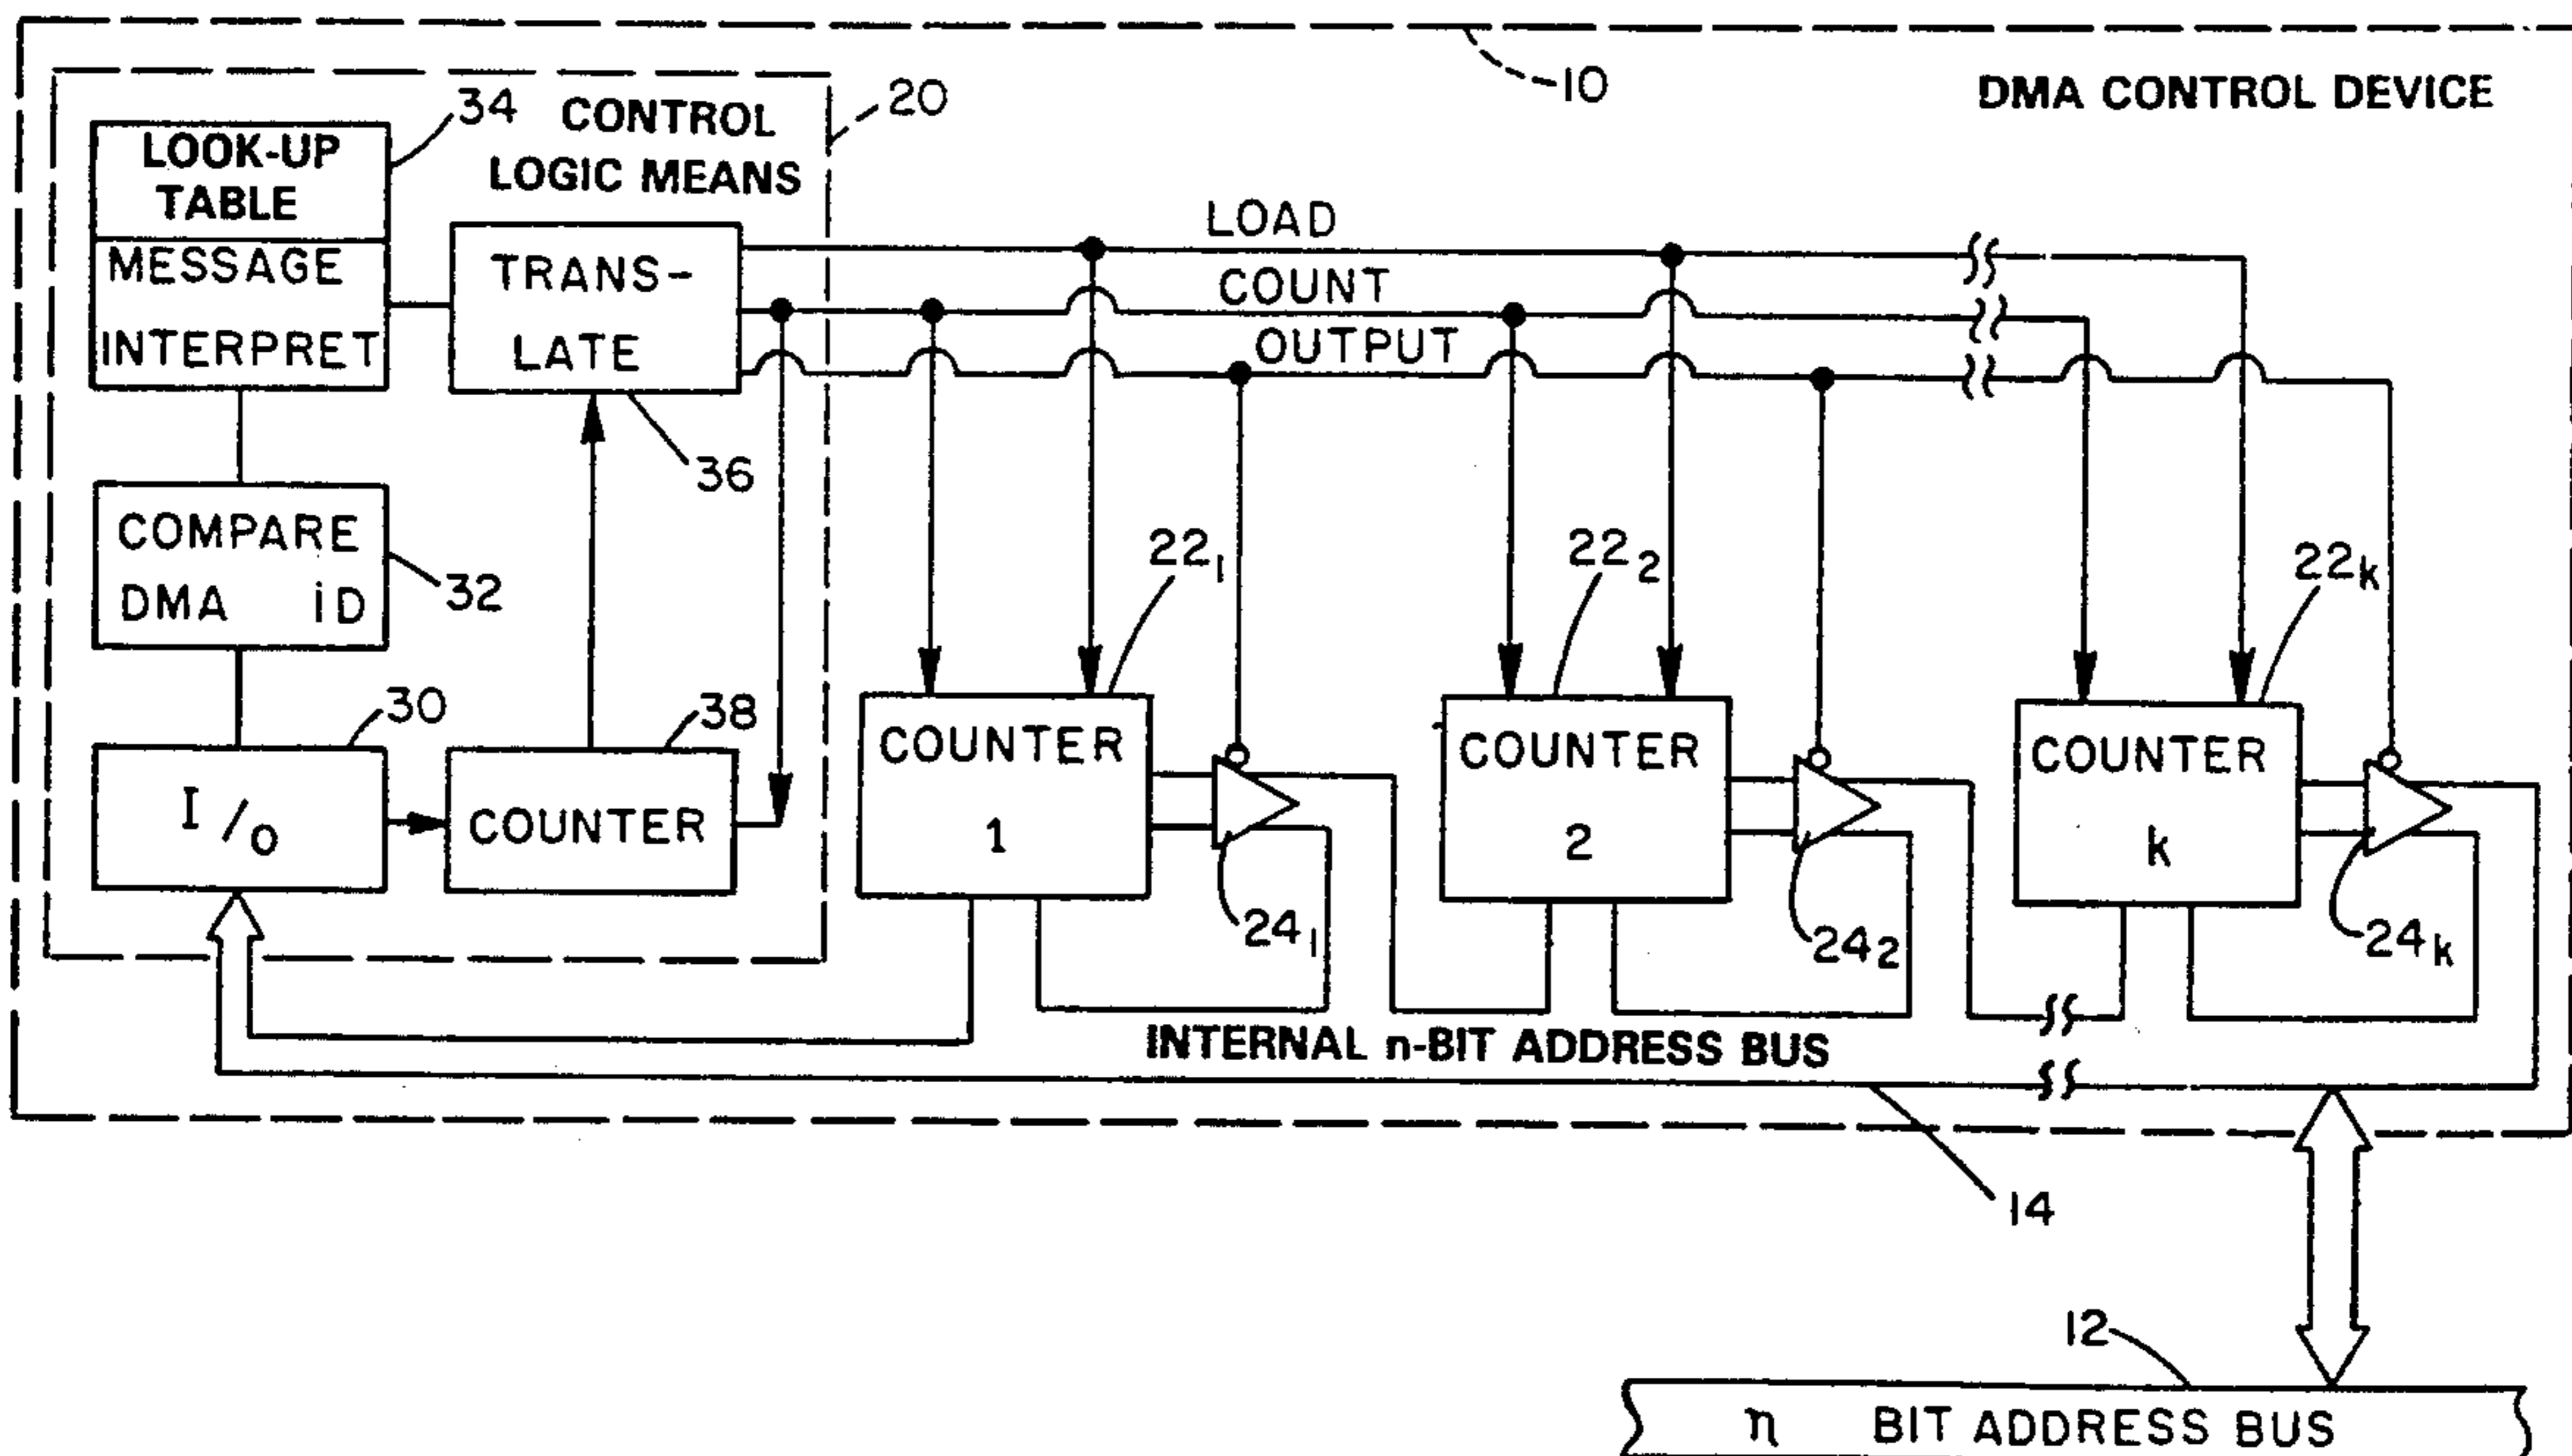 10
DMA CONTROL DEVICE
20
34
CONTROL
LOGIC MEANS
LOOK-UP
TABLE
MESSAGE
INTERPRET
TRANS-
LATE
36
LOAD
COUNT
OUTPUT
COMPARE
DMA iD
32
30
I/O
38
COUNTER
22₁
COUNTER
1
24₁
22₂
COUNTER
2
24₂
22k
COUNTER
k
24k
INTERNAL n-BIT ADDRESS BUS
14
12
η BIT ADDRESS BUS